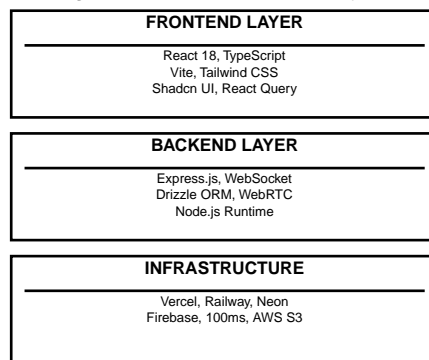 FRONTEND LAYER
React 18, TypeScript
Vite, Tailwind CSS
Shadcn UI, React Query
BACKEND LAYER
Express.js, WebSocket
Drizzle ORM, WebRTC
Node.js Runtime
INFRASTRUCTURE
Vercel, Railway, Neon
Firebase, 100ms, AWS S3